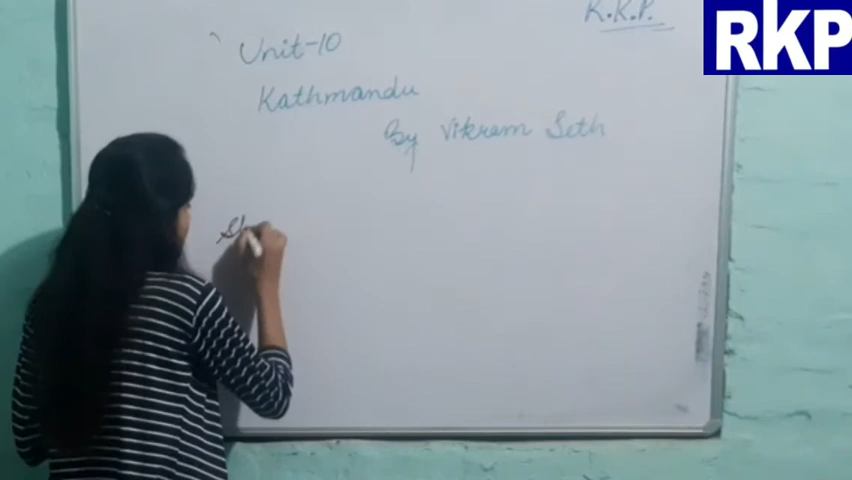 R.K.P.
RKP
Unit-10
Kathmandu
By Vikram Seth